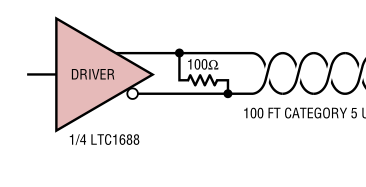 DRIVER
100Ω
100 FT CATEGORY 5 U
1/4 LTC1688